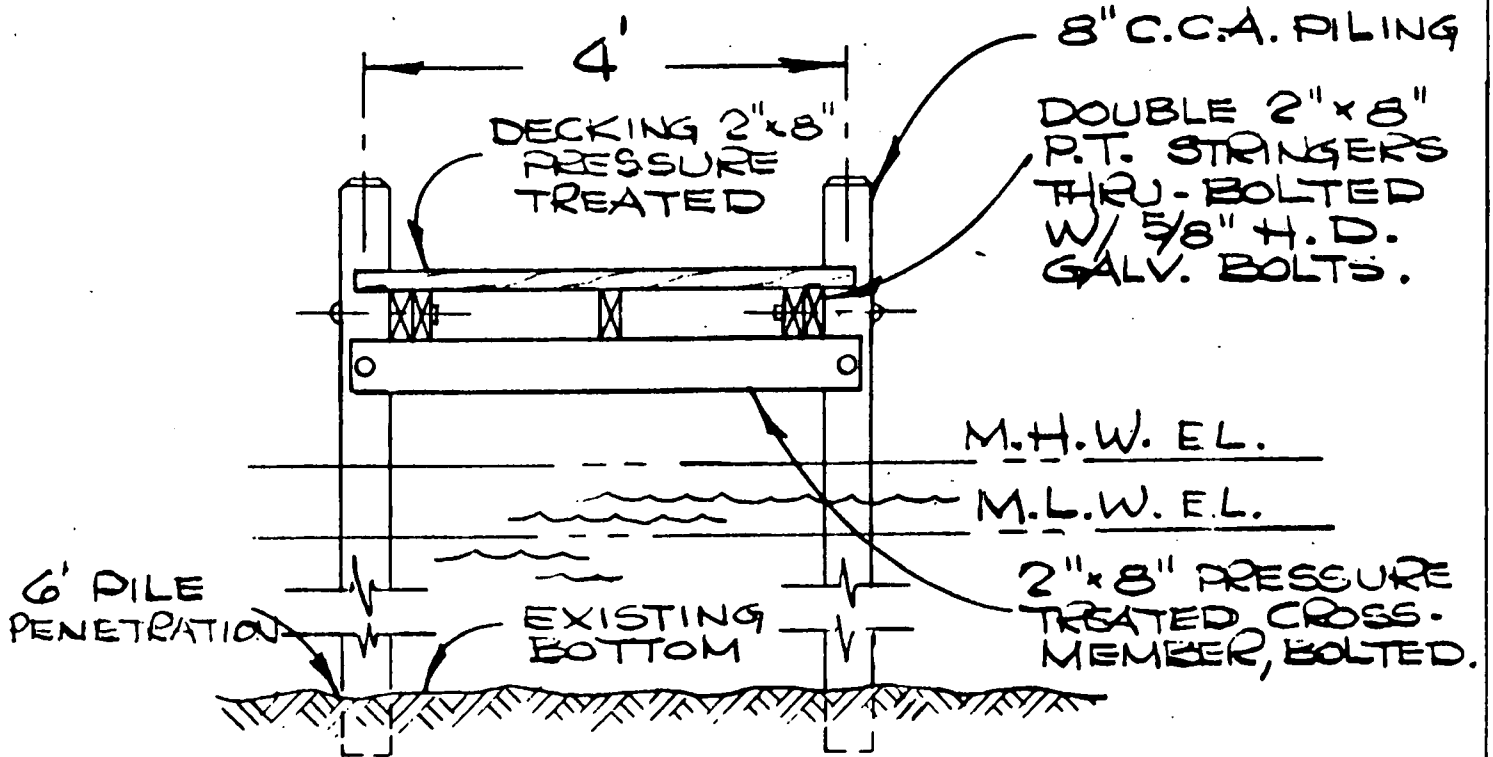 4'
8" C.C.A. PILING
DECKING 2"x8"
PRESSURE
TREATED
DOUBLE 2"x8"
P.T. STRINGERS
THRU-BOLTED
W/ 5/8" H.D.
GALV. BOLTS.
M.H.W. EL.
M.L.W. EL.
6' PILE
PENETRATION
EXISTING
BOTTOM
2"x8" PRESSURE
TREATED CROSS-
MEMBER, BOLTED.